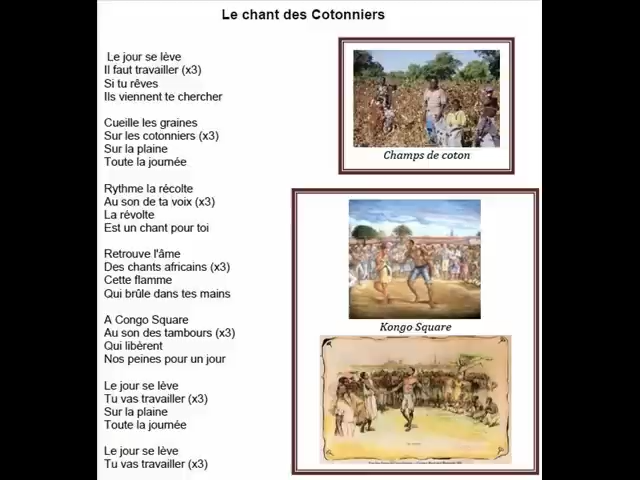 Le chant des Cotonniers
Le jour se lève
Il faut travailler (x3)
Si tu rêves
Ils viennent te chercher
Cueille les graines
Sur les cotonniers (x3)
Sur la plaine
Toute la journée
Rythme la récolte
Au son de ta voix (x3)
La révolte
Est un chant pour toi
Retrouve l'âme
Des chants africains (x3)
Cette flamme
Qui brûle dans tes mains
A Congo Square
Au son des tambours (x3)
Qui libèrent
Nos peines pour un jour
Le jour se lève
Tu vas travailler (x3)
Sur la plaine
Toute la journée
Le jour se lève
Tu vas travailler (x3)
Champs de coton
Kongo Square